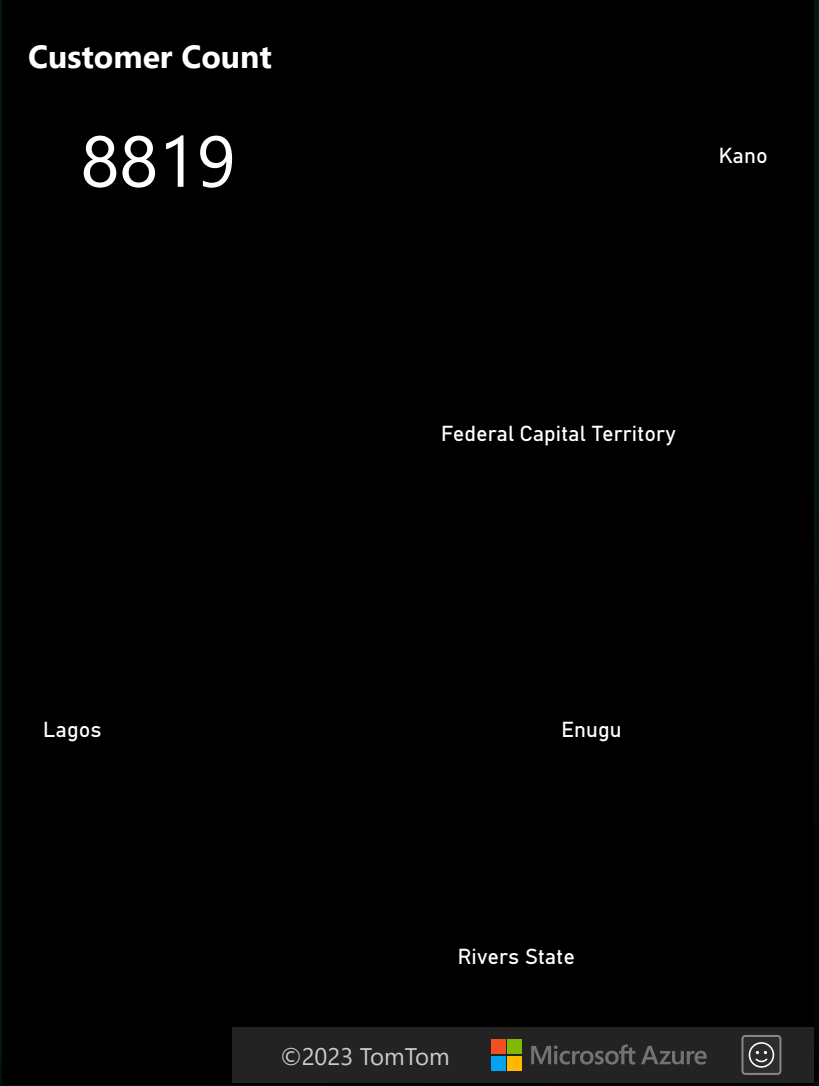 Customer Count
8819
Kano
Federal Capital Territory
Lagos
Enugu
Rivers State
©2023 TomTom
Microsoft Azure